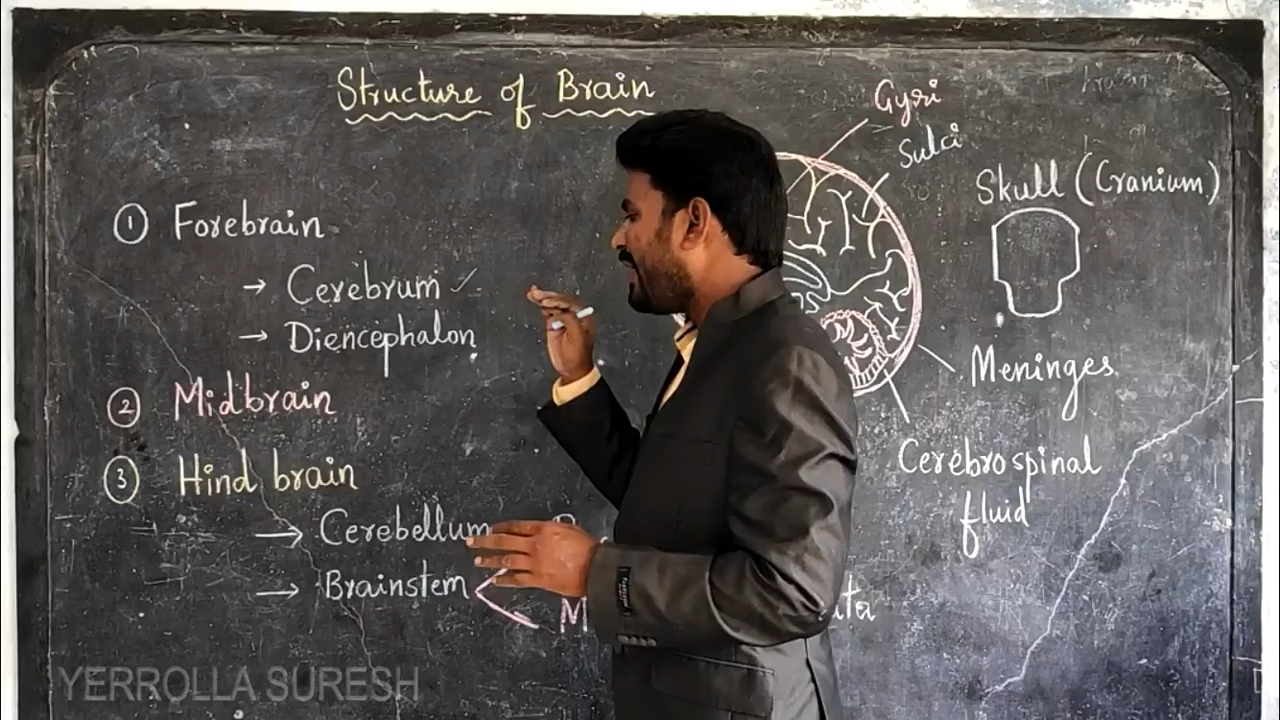 Structure of Brain
Gyri
Sulci
Skull (Cranium)
① Forebrain
→ Cerebrum ✓
→ Diencephalon
Meninges
② Midbrain
③ Hind brain
Cerebrospinal
fluid
→ Cerebellum
→ Brainstem
YERROLLA SURESH